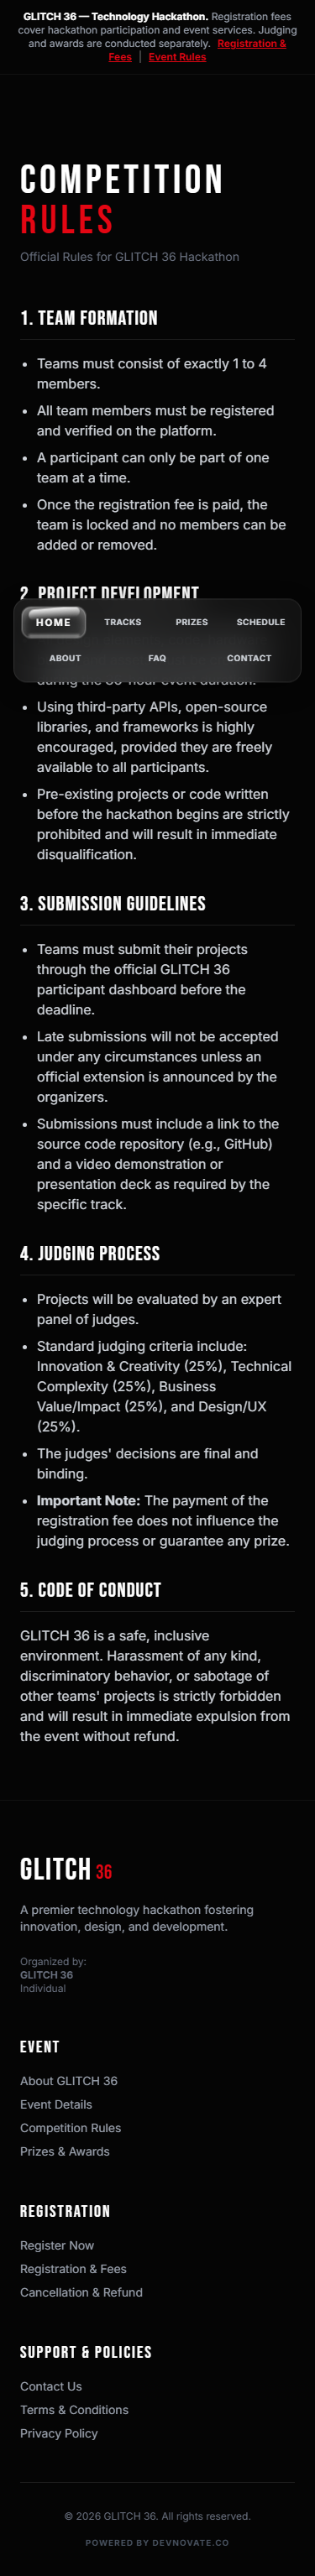 GLITCH 36 — Technology Hackathon. Registration fees
cover hackathon participation and event services. Judging
and awards are conducted separately. Registration &
Fees | Event Rules
COMPETITION
RULES
Official Rules for GLITCH 36 Hackathon
1. TEAM FORMATION
• Teams must consist of exactly 1 to 4
members.
• All team members must be registered
and verified on the platform.
• A participant can only be part of one
team at a time.
• Once the registration fee is paid, the
team is locked and no members can be
added or removed.
2. PROJECT DEVELOPMENT
HOME TRACKS PRIZES SCHEDULE
ABOUT FAQ CONTACT
during the 36-hour event duration.
• Using third-party APIs, open-source
libraries, and frameworks is highly
encouraged, provided they are freely
available to all participants.
• Pre-existing projects or code written
before the hackathon begins are strictly
prohibited and will result in immediate
disqualification.
3. SUBMISSION GUIDELINES
• Teams must submit their projects
through the official GLITCH 36
participant dashboard before the
deadline.
• Late submissions will not be accepted
under any circumstances unless an
official extension is announced by the
organizers.
• Submissions must include a link to the
source code repository (e.g., GitHub)
and a video demonstration or
presentation deck as required by the
specific track.
4. JUDGING PROCESS
• Projects will be evaluated by an expert
panel of judges.
• Standard judging criteria include:
Innovation & Creativity (25%), Technical
Complexity (25%), Business
Value/Impact (25%), and Design/UX
(25%).
• The judges' decisions are final and
binding.
• Important Note: The payment of the
registration fee does not influence the
judging process or guarantee any prize.
5. CODE OF CONDUCT
GLITCH 36 is a safe, inclusive
environment. Harassment of any kind,
discriminatory behavior, or sabotage of
other teams' projects is strictly forbidden
and will result in immediate expulsion from
the event without refund.
GLITCH 36
A premier technology hackathon fostering
innovation, design, and development.
Organized by:
GLITCH 36
Individual
EVENT
About GLITCH 36
Event Details
Competition Rules
Prizes & Awards
REGISTRATION
Register Now
Registration & Fees
Cancellation & Refund
SUPPORT & POLICIES
Contact Us
Terms & Conditions
Privacy Policy
© 2026 GLITCH 36. All rights reserved.
POWERED BY DEVNOVATE.CO